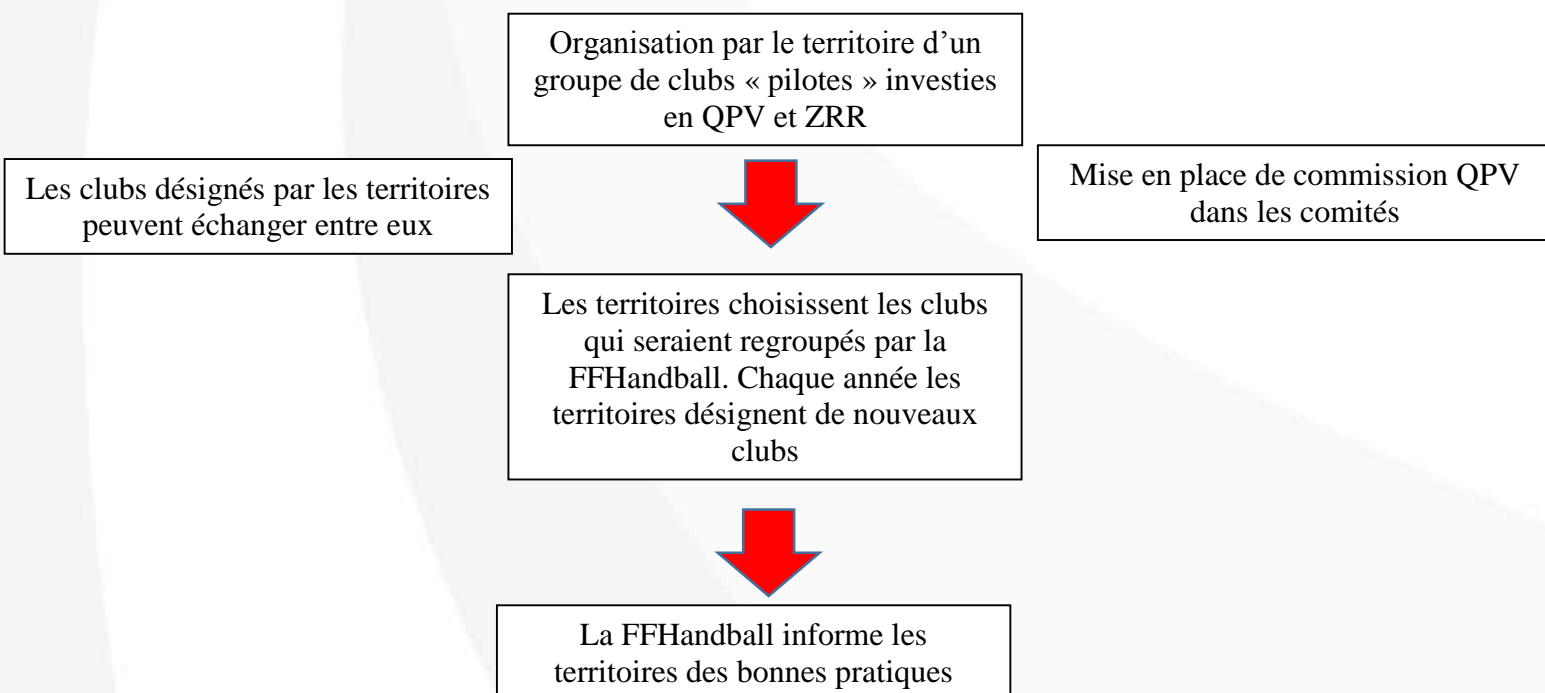 Organisation par le territoire d’un
groupe de clubs « pilotes » investies
en QPV et ZRR
Les clubs désignés par les territoires
peuvent échanger entre eux
Mise en place de commission QPV
dans les comités
Les territoires choisissent les clubs
qui seraient regroupés par la
FFHandball. Chaque année les
territoires désignent de nouveaux
clubs
La FFHandball informe les
territoires des bonnes pratiques